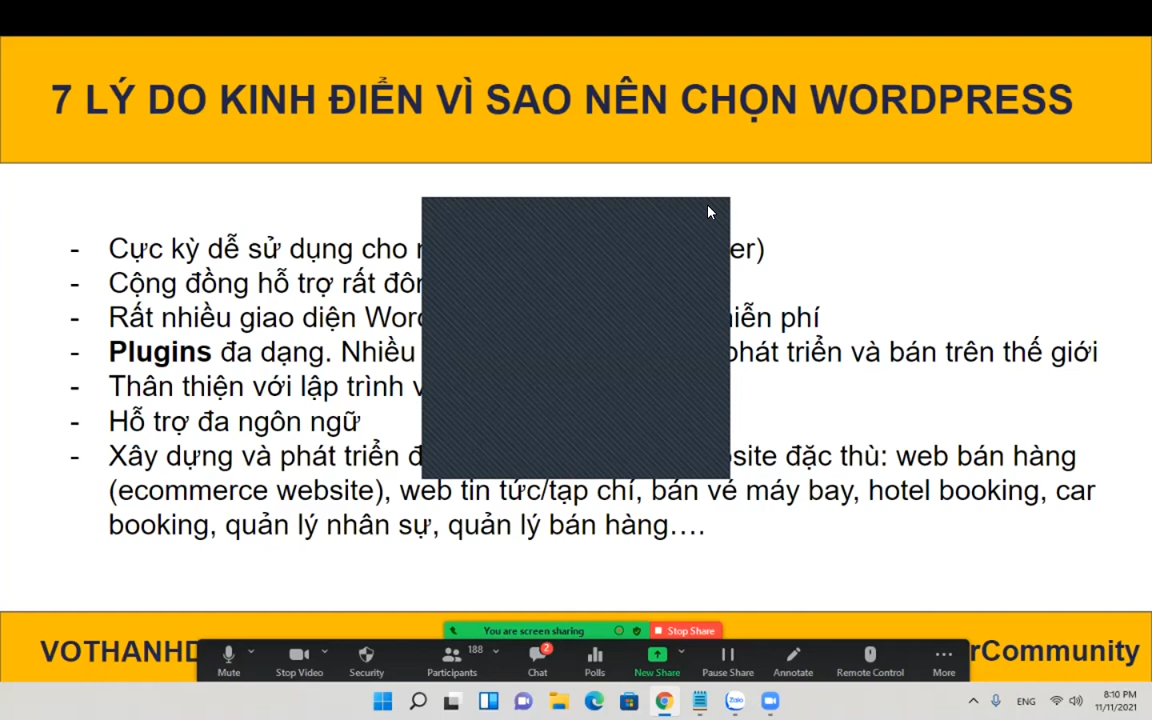 7 LÝ DO KINH ĐIỂN VÌ SAO NÊN CHỌN WORDPRESS
- Cực kỳ dễ sử dụng cho er)
- Cộng đồng hỗ trợ rất
- Rất nhiều giao diện phí
- Plugins đa dạng. Nhiều phát triển và bán trên thế giới
- Thân thiện với lập trình
- Hỗ trợ đa ngôn ngữ
- Xây dựng và phát triển đặc thù: web bán hàng
(ecommerce website), web tin tức/tạp chí, bán vé máy bay, hotel booking, car
booking, quản lý nhân sự, quản lý bán hàng....
You are screen sharing Stop Share
VOTHANHD rCommunity
188 2
Mute Stop Video Security Participants Chat Polls New Share Pause Share Annotate Remote Control More
Zalo ENG 8:10 PM
11/11/2021